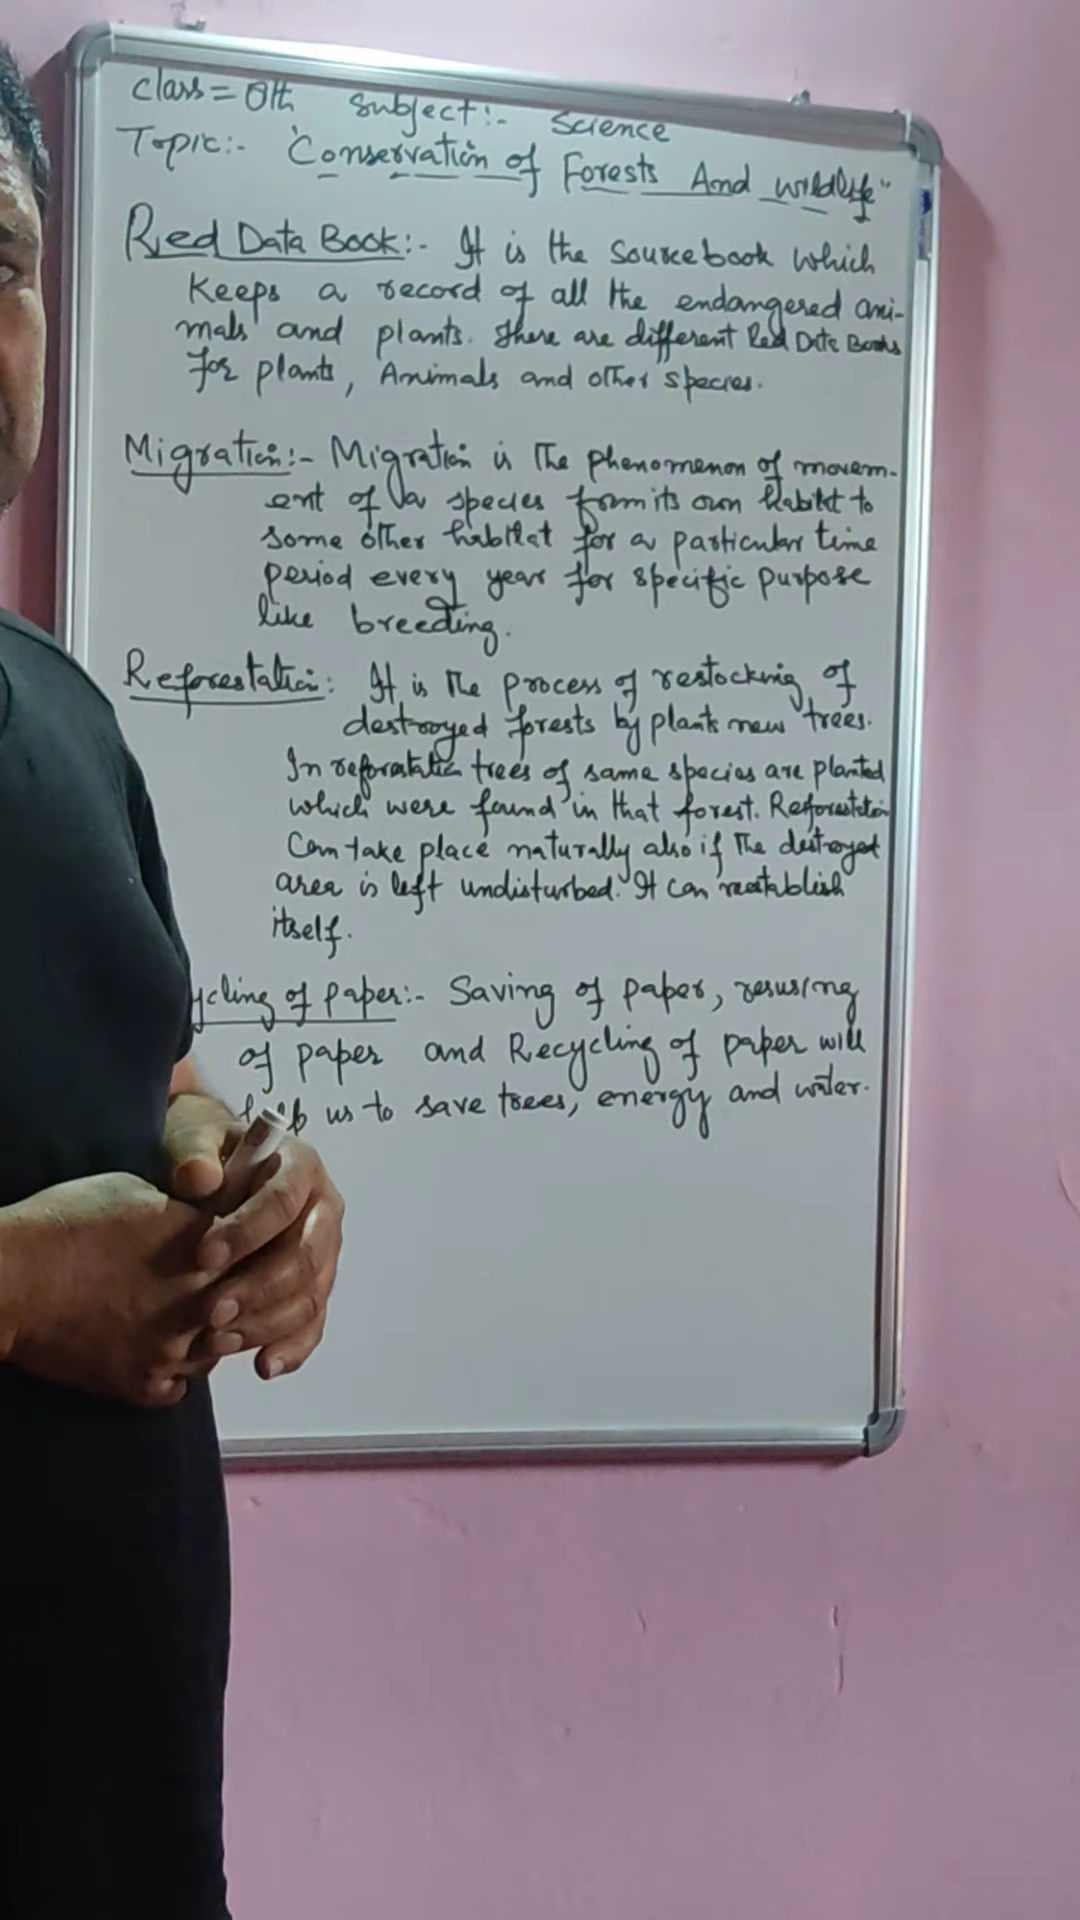 Class = 8th Subject:- Science
Topic:- "Conservation of Forests And wildlife"
Red Data Book:- It is the Source book which
keeps a record of all the endangered ani-
mals and plants. There are different Red Data Books
for plants, Animals and other species.
Migration:- Migration is The phenomenon of movem-
ent of a species from its own habitat to
some other habitat for a particular time
period every year for specific purpose
like breeding.
Reforestation: It is The process of restocking of
destroyed forests by plants new trees.
In reforestation trees of same species are planted
which were found in that forest. Reforestation
Can take place naturally also if The destroyed
area is left undisturbed. It can reestablish
itself.
ycling of paper:- Saving of paper, resusing
of paper and Recycling of paper will
help us to save trees, energy and water.